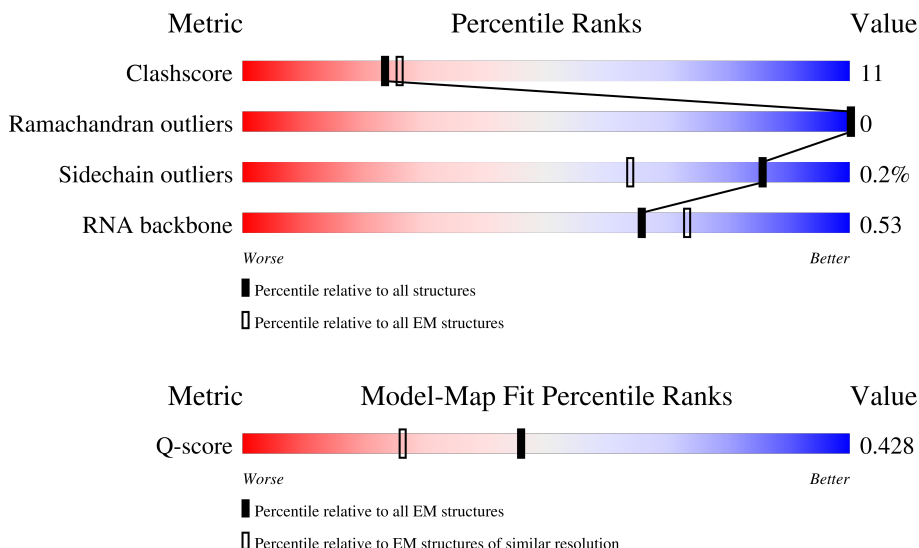 Metric Percentile Ranks Value
Clashscore 11
Ramachandran outliers 0
Sidechain outliers 0.2%
RNA backbone 0.53
Worse Better
Percentile relative to all structures
Percentile relative to all EM structures
Metric Model-Map Fit Percentile Ranks Value
Q-score 0.428
Worse Better
Percentile relative to all EM structures
Percentile relative to EM structures of similar resolution